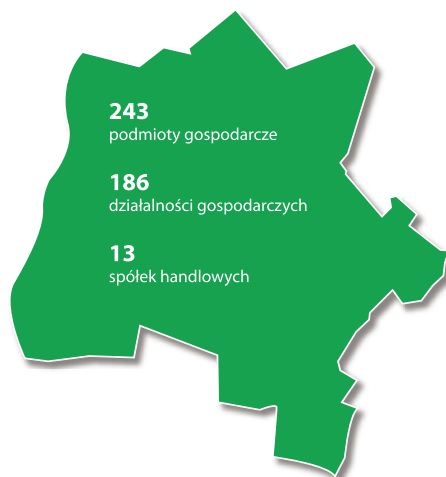 243
podmioty gospodarcze
186
działalności gospodarczych
13
spółek handlowych